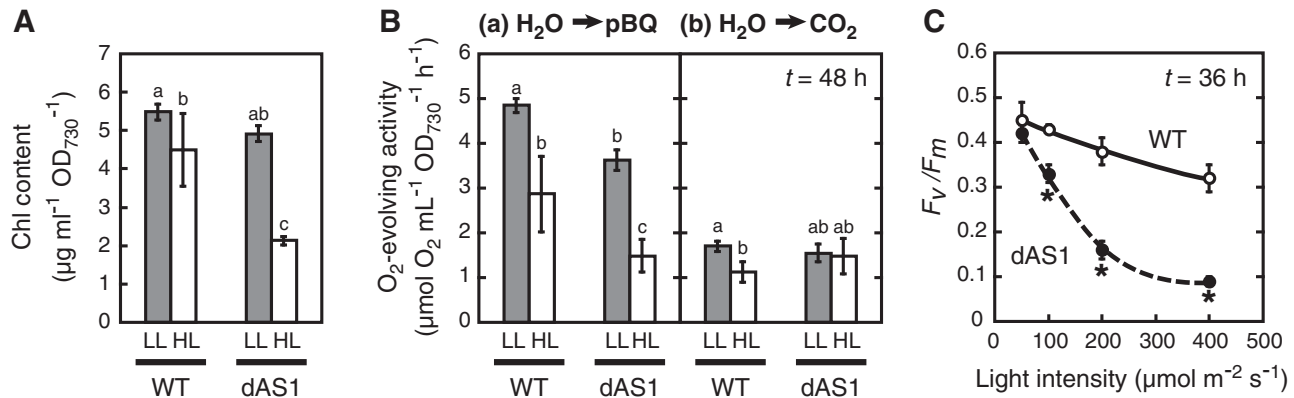 A
Chl content
(µg ml⁻¹ OD₇₃₀⁻¹)
7
6
5
4
3
2
1
0
a
b
ab
c
LL HL
LL HL
WT
dAS1
B
(a) H₂O → pBQ
(b) H₂O → CO₂
O₂-evolving activity
(µmol O₂ mL⁻¹ OD₇₃₀⁻¹ h⁻¹)
6
5
4
3
2
1
0
t = 48 h
a
b
b
c
a
b
ab ab
LL HL
LL HL
LL HL
LL HL
WT
dAS1
WT
dAS1
C
Fv/Fm
0.6
0.5
0.4
0.3
0.2
0.1
0
t = 36 h
WT
dAS1
*
*
*
0 100 200 300 400 500
Light intensity (µmol m⁻² s⁻¹)